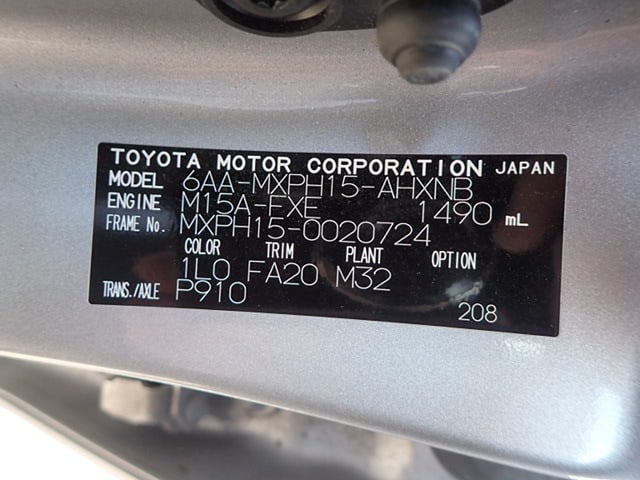 TOYOTA MOTOR CORPORATION JAPAN
MODEL 6AA-MXPH15-AHXNB
ENGINE M15A-FXE 1490 mL
FRAME No. MXPH15-0020724
COLOR TRIM PLANT OPTION
1L0 FA20 M32
TRANS./AXLE P910
208